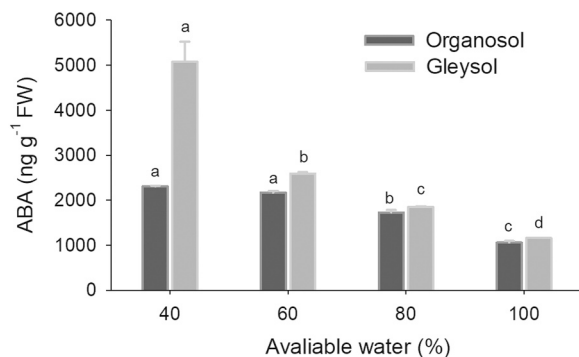 6000
5000
4000
3000
2000
1000
0
ABA (ng g⁻¹ FW)
Organosol
Gleysol
a a
a b
b c
c d
40 60 80 100
Avaliable water (%)